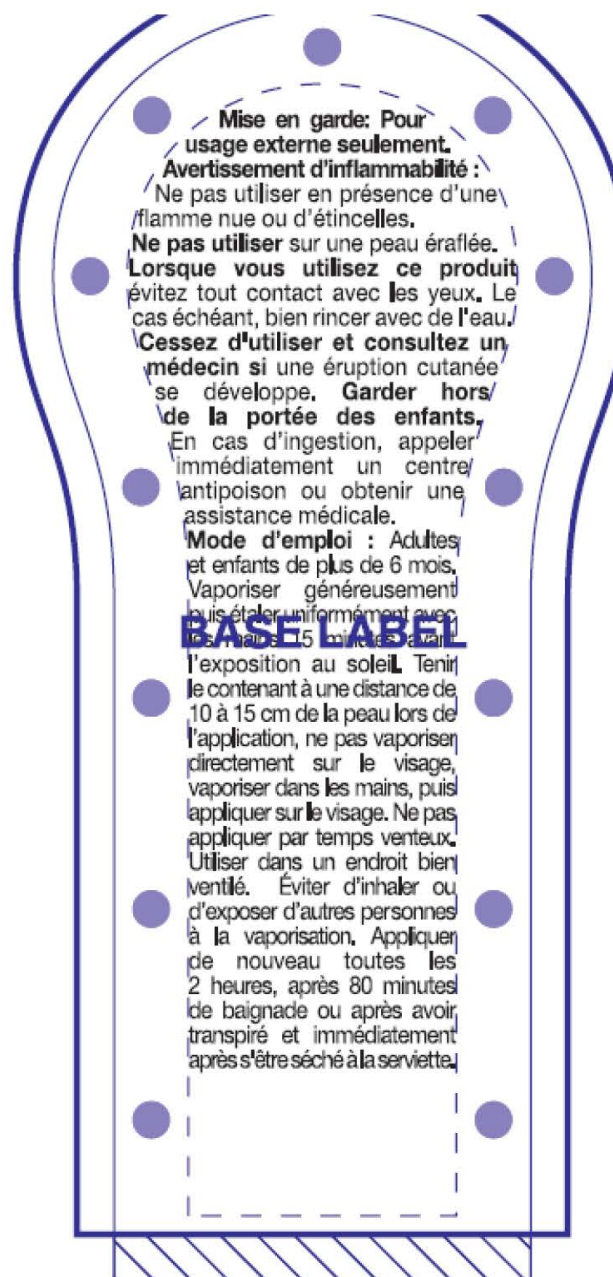 Mise en garde: Pour
usage externe seulement.
Avertissement d'inflammabilité :
Ne pas utiliser en présence d'une
flamme nue ou d'étincelles.
Ne pas utiliser sur une peau éraflée.
Lorsque vous utilisez ce produit
évitez tout contact avec les yeux. Le
cas échéant, bien rincer avec de l'eau.
Cessez d'utiliser et consultez un
médecin si une éruption cutanée
se développe. Garder hors
de la portée des enfants.
En cas d'ingestion, appeler
immédiatement un centre
antipoison ou obtenir une
assistance médicale.
Mode d'emploi : Adultes
et enfants de plus de 6 mois.
Vaporiser généreusement
puis étaler uniformément avec
BASE LABEL
les mains 15 minutes avant
l'exposition au soleil. Tenir
le contenant à une distance de
10 à 15 cm de la peau lors de
l'application, ne pas vaporiser
directement sur le visage,
vaporiser dans les mains, puis
appliquer sur le visage. Ne pas
appliquer par temps venteux.
Utiliser dans un endroit bien
ventilé. Éviter d'inhaler ou
d'exposer d'autres personnes
à la vaporisation. Appliquer
de nouveau toutes les
2 heures, après 80 minutes
de baignade ou après avoir
transpiré et immédiatement
après s'être séché à la serviette.